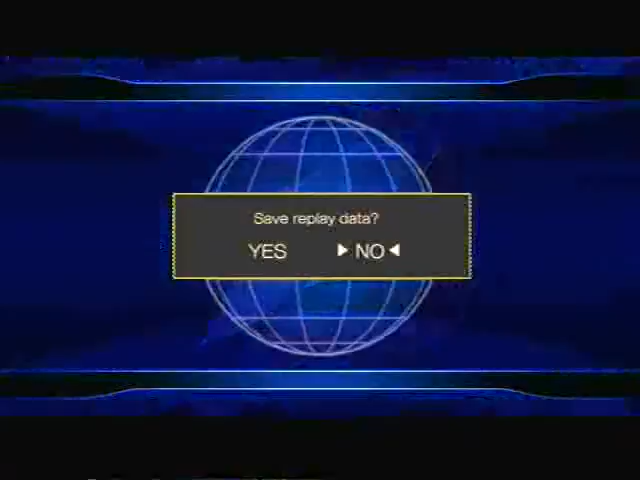 Save replay data?
YES ▶ NO ◀